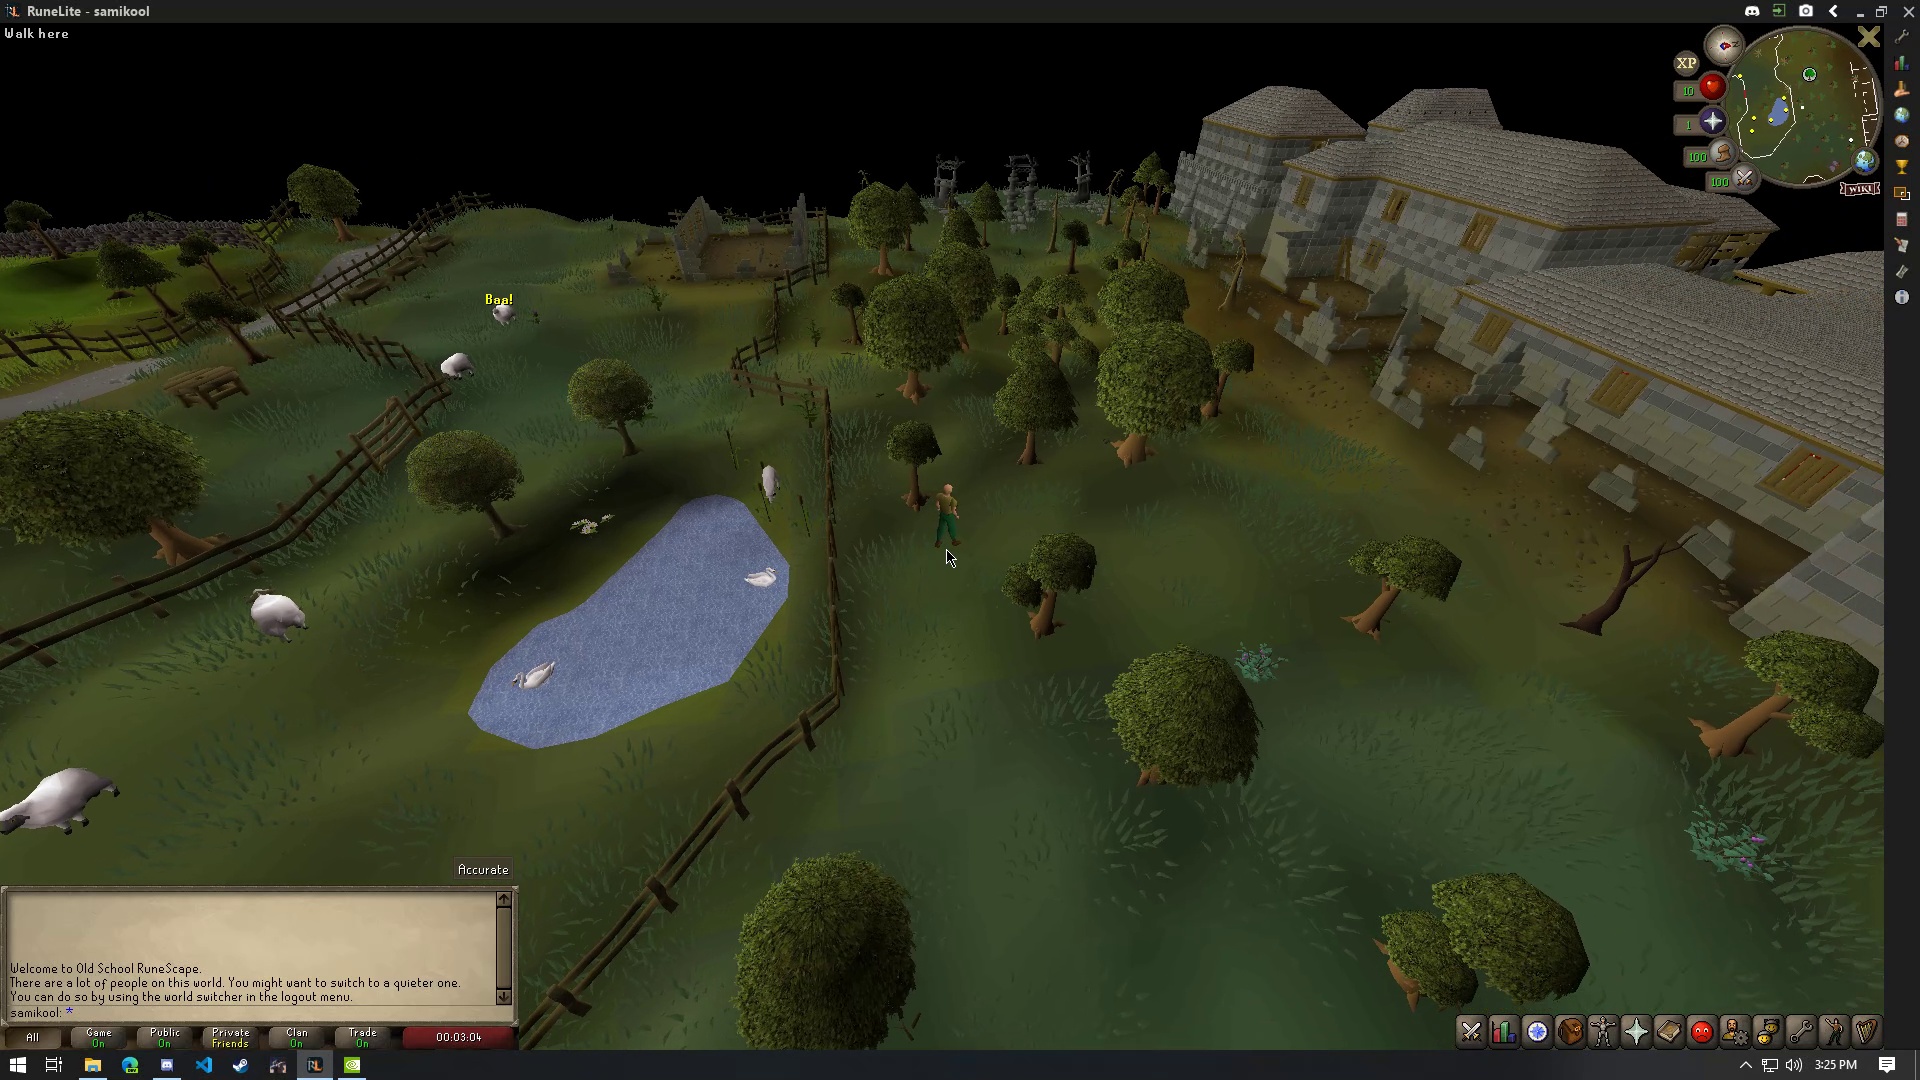 RuneLite - samikool
Walk here
XP
10
1
100
100
WIKI
Baa!
Accurate
Welcome to Old School RuneScape.
There are a lot of people on this world. You might want to switch to a quieter one.
You can do so by using the world switcher in the logout menu.
samikool: *
All
Game
On
Public
On
Private
Friends
Clan
On
Trade
On
00:03:04
3:25 PM